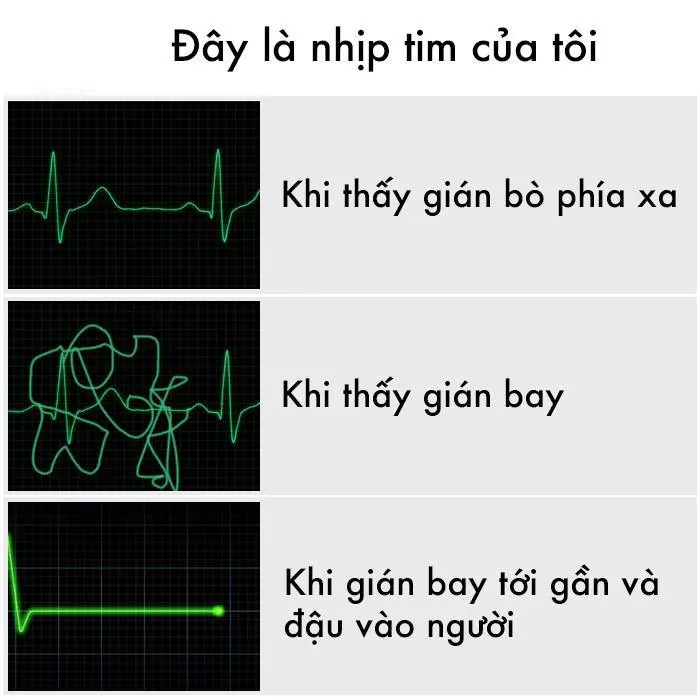 Đây là nhịp tim của tôi
Khi thấy gián bò phía xa
Khi thấy gián bay
Khi gián bay tới gần và
đậu vào người